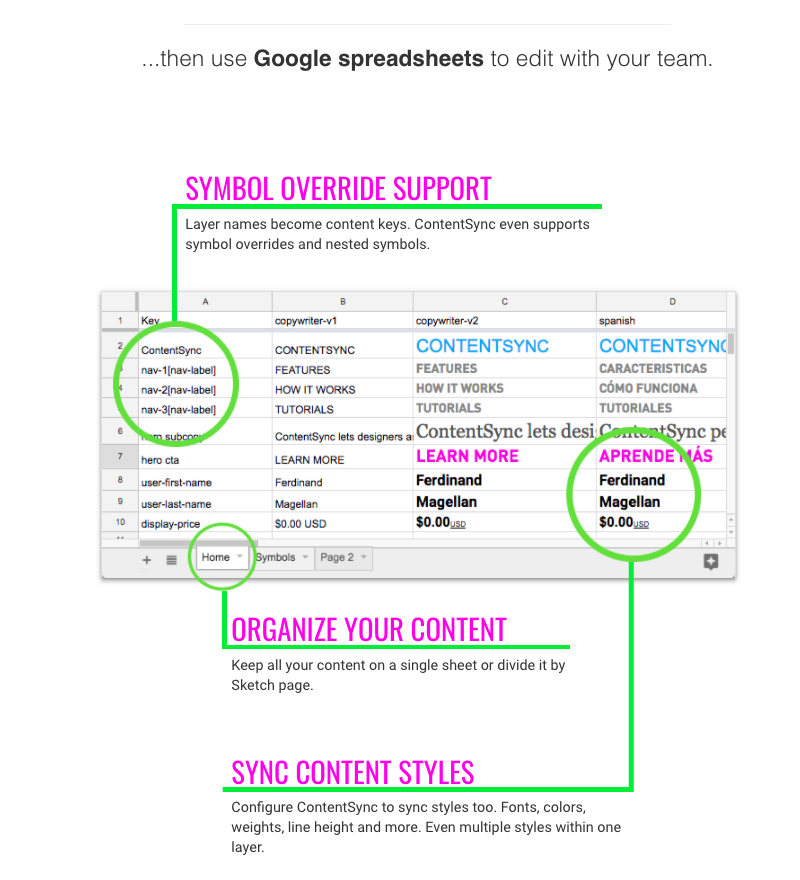 ...then use Google spreadsheets to edit with your team.
SYMBOL OVERRIDE SUPPORT
Layer names become content keys. ContentSync even supports
symbol overrides and nested symbols.
A B C D
1 Key copywriter-v1 copywriter-v2 spanish
2 ContentSync CONTENTSYNC CONTENTSYNC CONTENTSYNC
3 nav-1[nav-label] FEATURES FEATURES CARACTERISTICAS
4 nav-2[nav-label] HOW IT WORKS HOW IT WORKS CÓMO FUNCIONA
nav-3[nav-label] TUTORIALS TUTORIALS TUTORIALES
6 hero subcopy ContentSync lets designers a ContentSync lets desi ContentSync pe
7 hero cta LEARN MORE LEARN MORE APRENDE MÁS
8 user-first-name Ferdinand Ferdinand Ferdinand
9 user-last-name Magellan Magellan Magellan
10 display-price $0.00 USD $0.00USD $0.00USD
Home Symbols Page 2
ORGANIZE YOUR CONTENT
Keep all your content on a single sheet or divide it by
Sketch page.
SYNC CONTENT STYLES
Configure ContentSync to sync styles too. Fonts, colors,
weights, line height and more. Even multiple styles within one
layer.